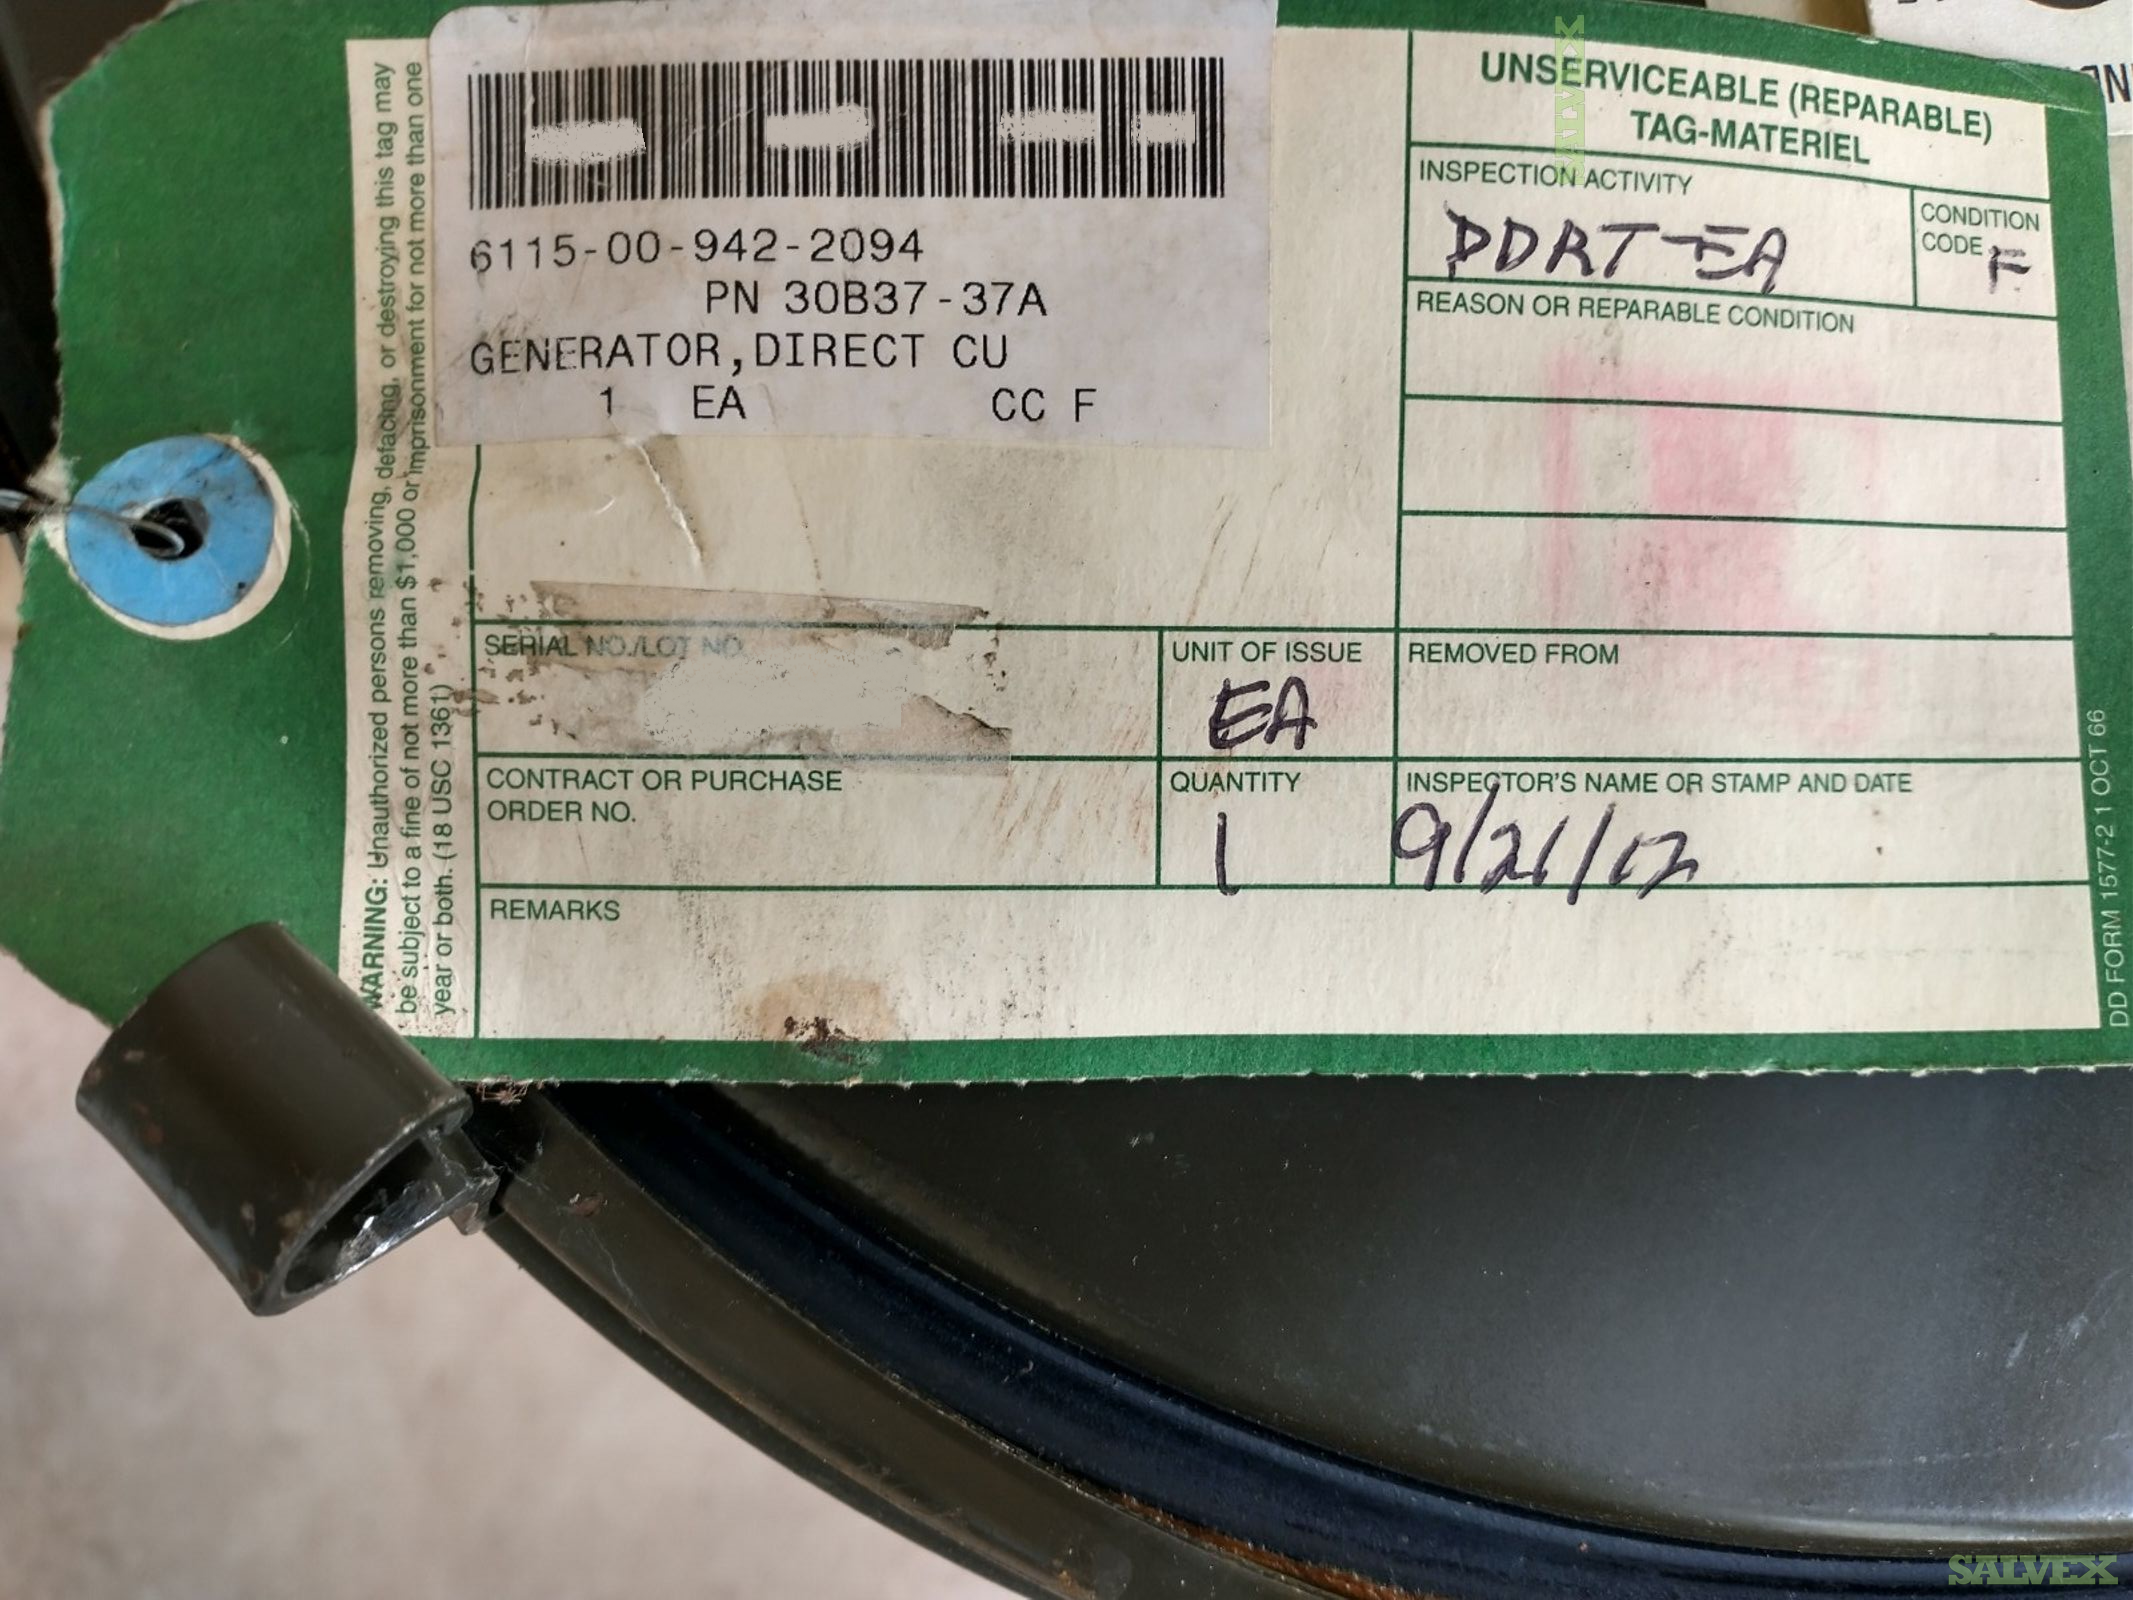 6115-00-942-2094
PN 30B37-37A
GENERATOR,DIRECT CU
1 EA CC F
UNSERVICEABLE (REPARABLE)
TAG-MATERIEL
INSPECTION ACTIVITY
DDRT-EA
CONDITION
CODE F
REASON OR REPARABLE CONDITION
SERIAL NO./LOT NO.
UNIT OF ISSUE
EA
REMOVED FROM
CONTRACT OR PURCHASE
ORDER NO.
QUANTITY
1
INSPECTOR'S NAME OR STAMP AND DATE
9/21/12
REMARKS
WARNING: Unauthorized persons removing, defacing, or destroying this tag may
be subject to a fine of not more than $1,000 or imprisonment for not more than one
year or both. (18 USC 1361)
DD FORM 1577-2 1 OCT 66
SALVEX
SALVEX